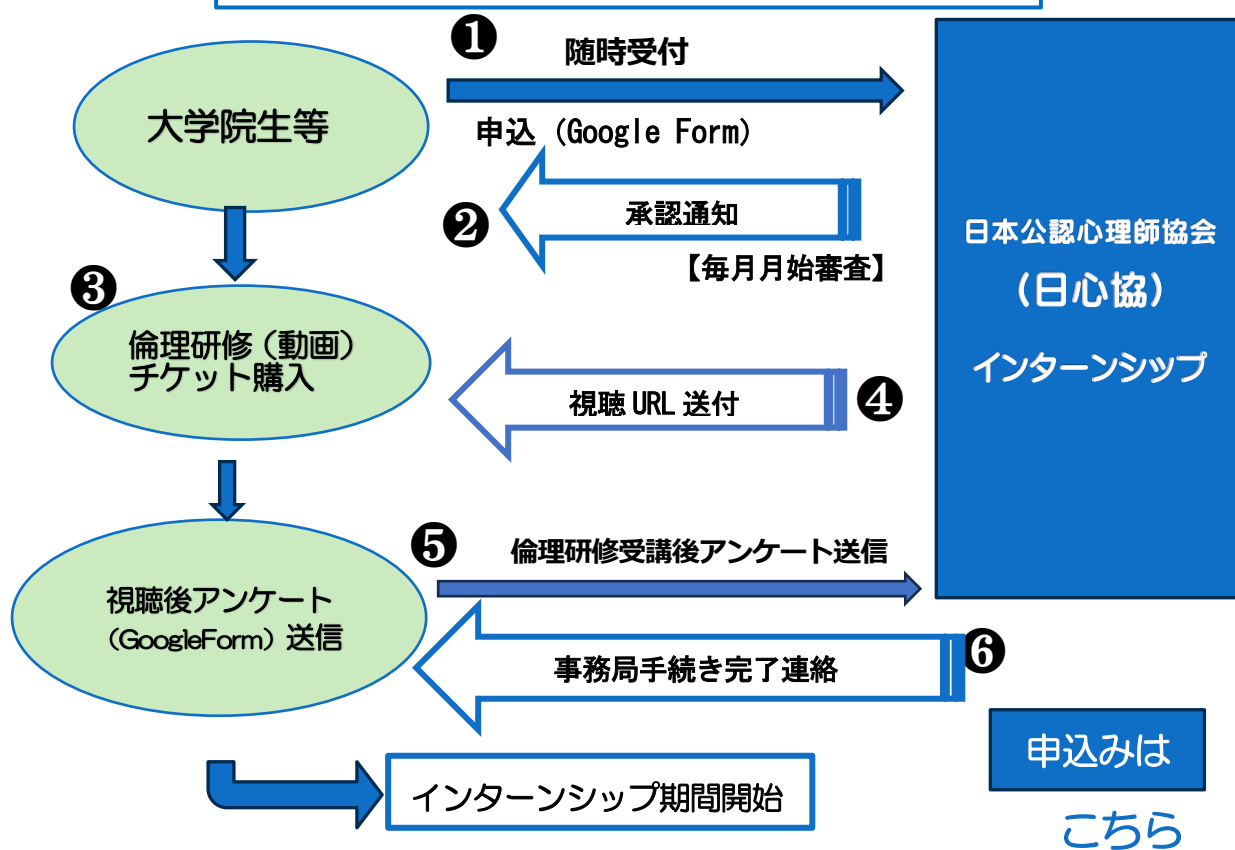 ❶
随時受付
大学院生等
申込（Google Form）
❷
承認通知
【毎月月始審査】
日本公認心理師協会
（日心協）
インターンシップ
❸
倫理研修（動画）
チケット購入
視聴 URL 送付
❹
❺
倫理研修受講後アンケート送信
視聴後アンケート
（GoogleForm）送信
事務局手続き完了連絡
❻
インターンシップ期間開始
申込みは
こちら